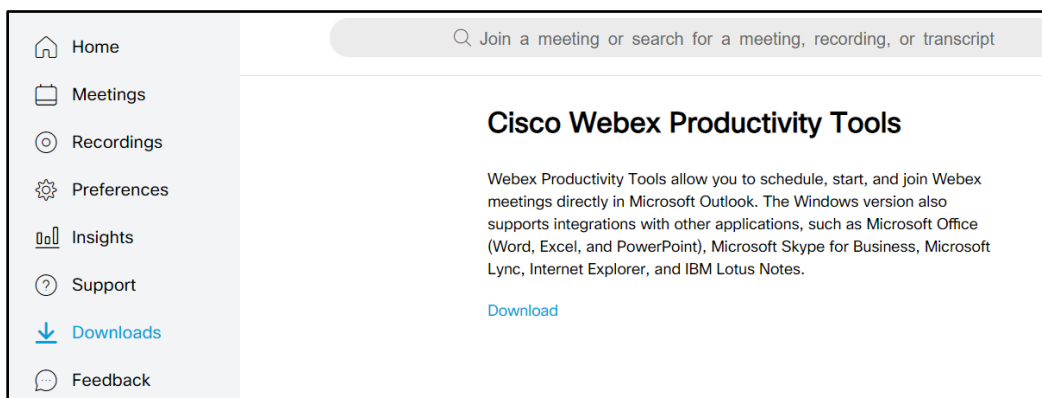 Home
Meetings
Recordings
Preferences
Insights
Support
Downloads
Feedback
Join a meeting or search for a meeting, recording, or transcript
Cisco Webex Productivity Tools
Webex Productivity Tools allow you to schedule, start, and join Webex
meetings directly in Microsoft Outlook. The Windows version also
supports integrations with other applications, such as Microsoft Office
(Word, Excel, and PowerPoint), Microsoft Skype for Business, Microsoft
Lync, Internet Explorer, and IBM Lotus Notes.
Download